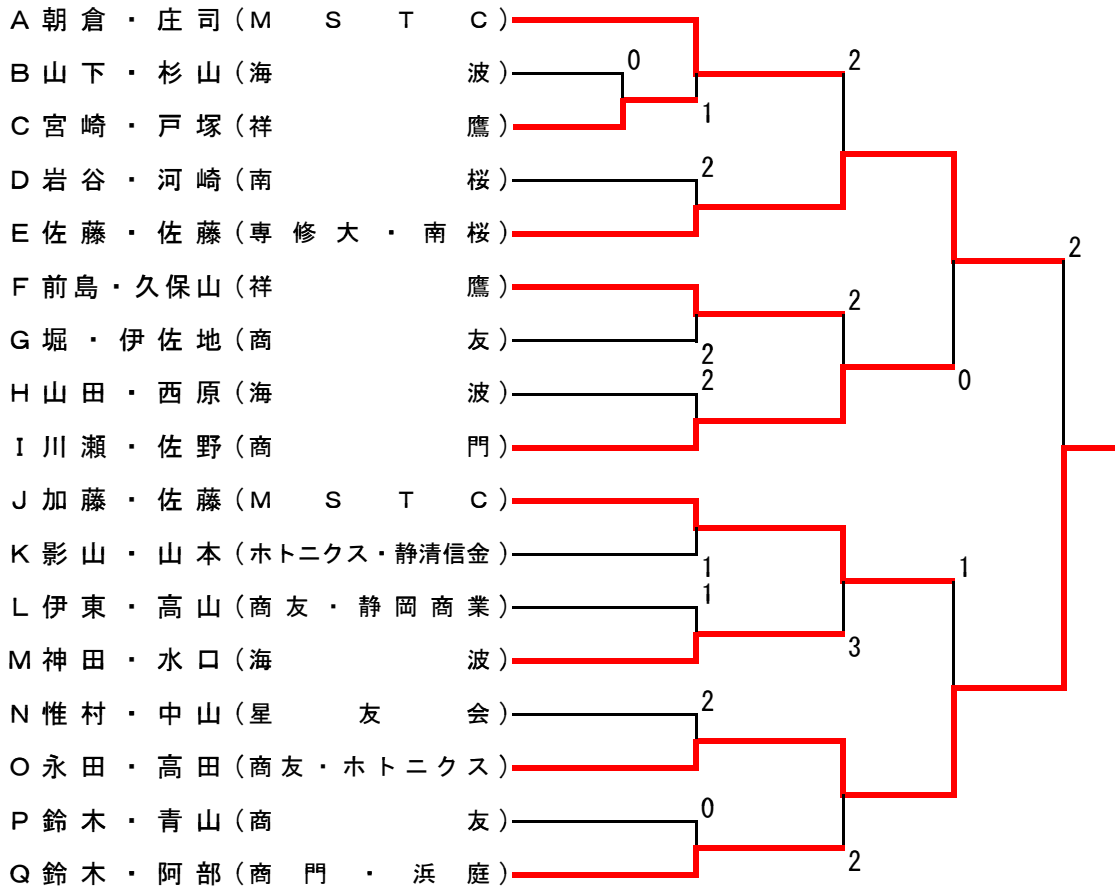 A 朝倉・庄司 (M S T C) 2
B 山下・杉山 (海波) 0
1
C 宮崎・戸塚 (祥鷹)
D 岩谷・河崎 (南桜) 2
E 佐藤・佐藤 (専修大・南桜) 2
F 前島・久保山 (祥鷹) 2
G 堀・伊佐地 (商友) 2
H 山田・西原 (海波) 2 0
I 川瀬・佐野 (商門)
J 加藤・佐藤 (M S T C)
K 影山・山本 (ホトニクス・静清信金) 1 1
L 伊東・高山 (商友・静岡商業) 1
M 神田・水口 (海波) 3
N 惟村・中山 (星友会) 2
O 永田・高田 (商友・ホトニクス)
P 鈴木・青山 (商友) 0
Q 鈴木・阿部 (商門・浜庭) 2